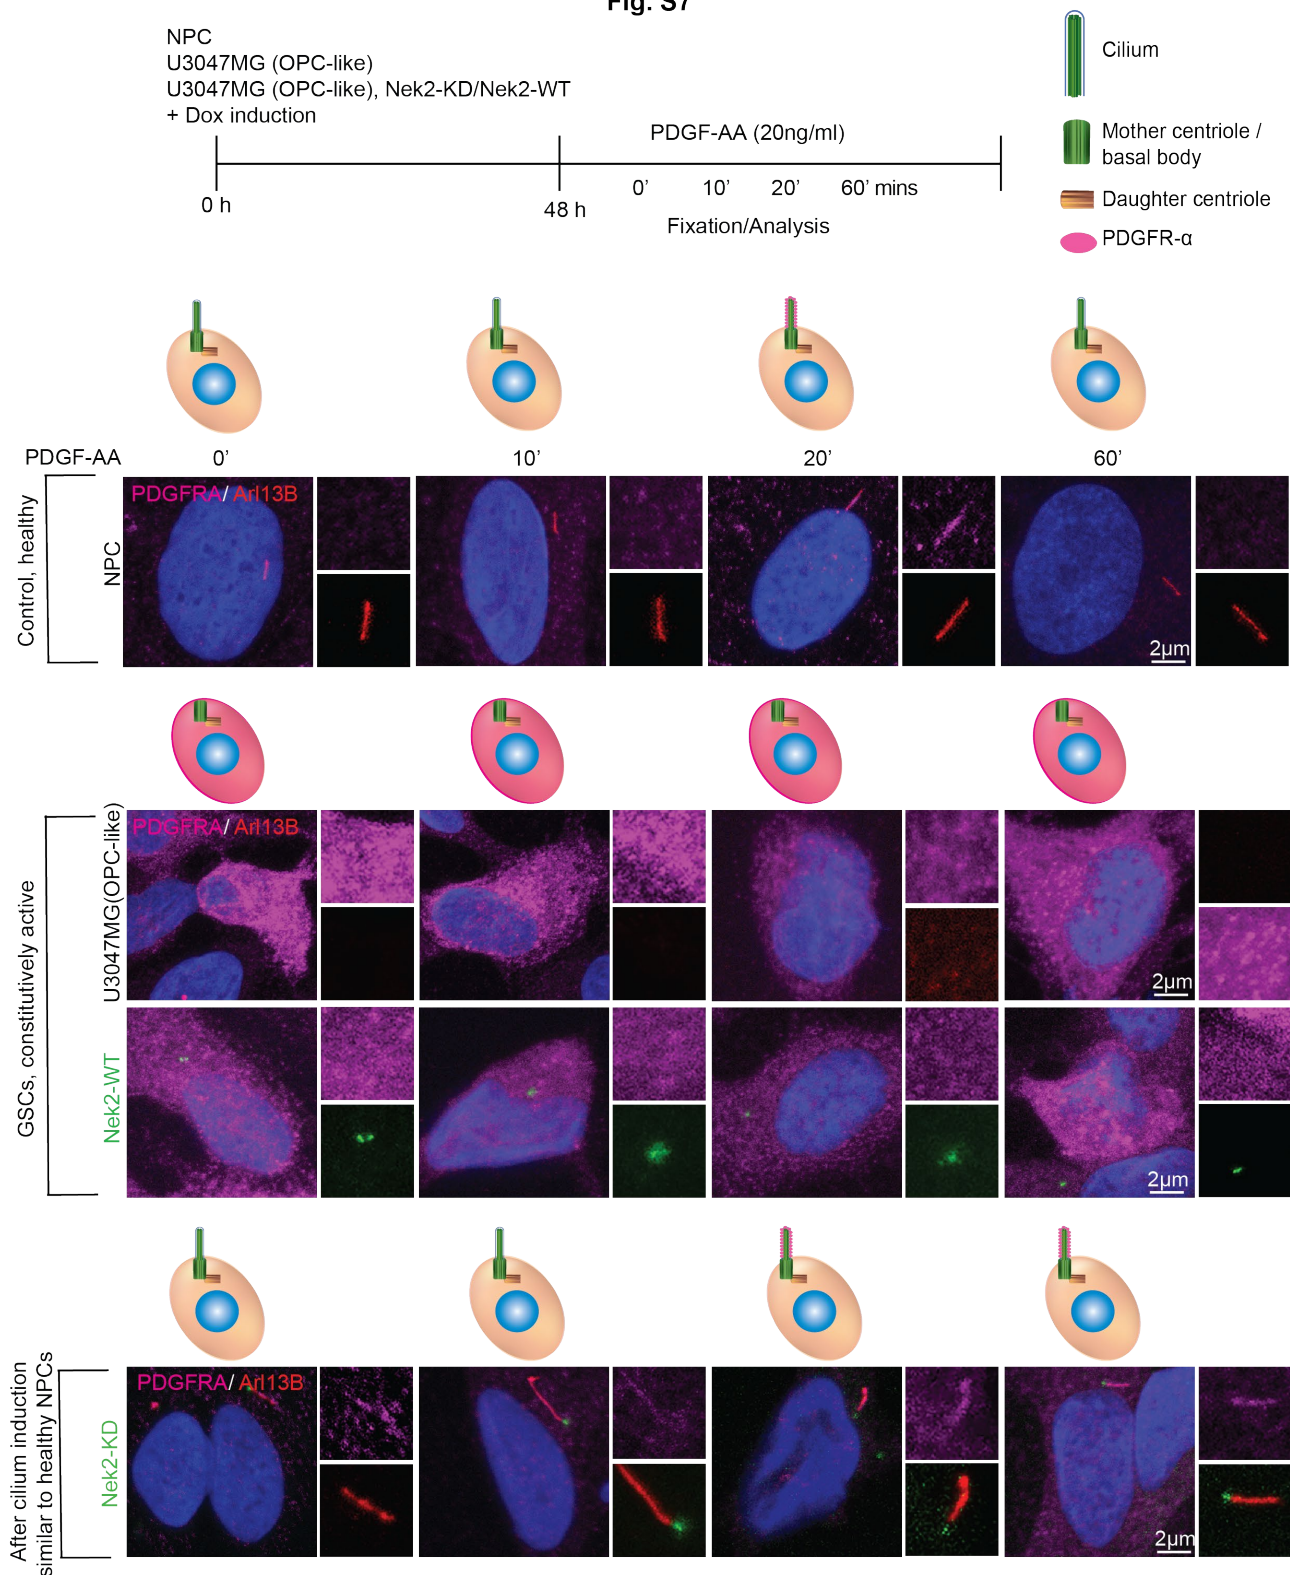 Fig. S7
NPC
U3047MG (OPC-like)
U3047MG (OPC-like), Nek2-KD/Nek2-WT
+ Dox induction
PDGF-AA (20ng/ml)
0’ 10’ 20’ 60’ mins
0 h
48 h
Fixation/Analysis
Cilium
Mother centriole /
basal body
Daughter centriole
PDGFR-α
PDGF-AA 0’ 10’ 20’ 60’
Control, healthy
NPC
PDGFRA/ Arl13B
2µm
GSCs, constitutively active
U3047MG(OPC-like)
PDGFRA/ Arl13B
2µm
Nek2-WT
2µm
After cilium induction
similar to healthy NPCs
Nek2-KD
PDGFRA/ Arl13B
2µm